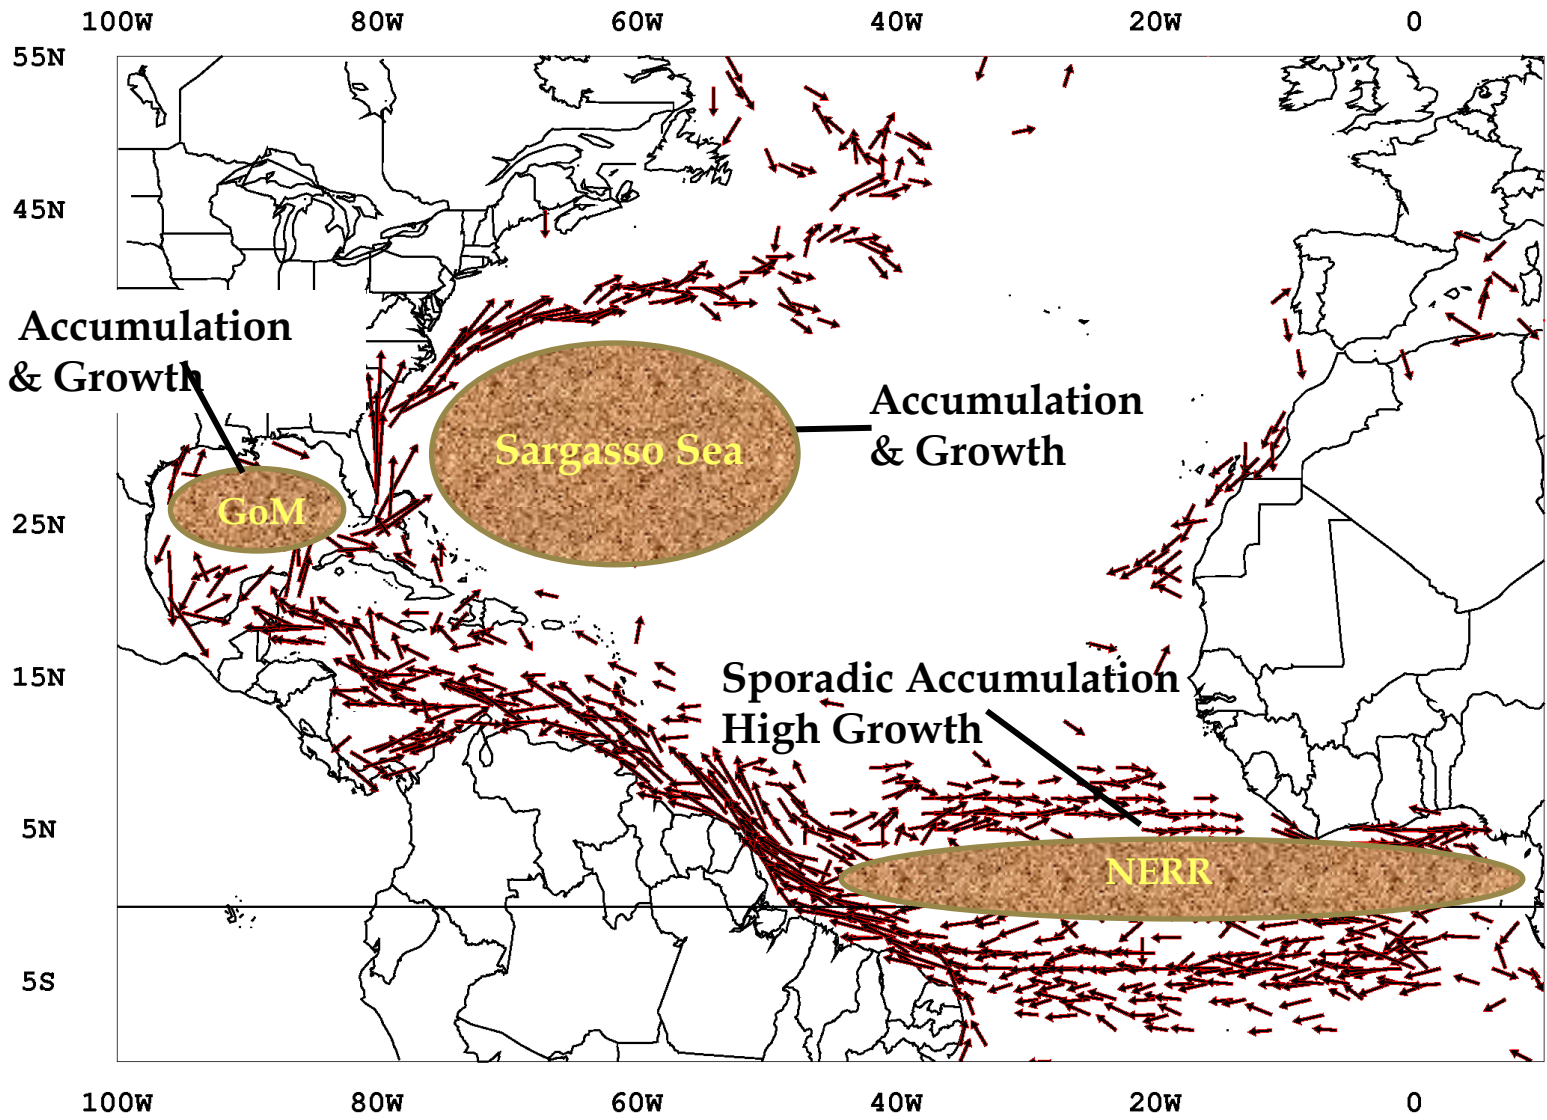 100W 80W 60W 40W 20W 0
55N
45N
Accumulation
& Growth
Accumulation
& Growth
Sargasso Sea
GoM
25N
15N
Sporadic Accumulation
High Growth
5N
NERR
5S
100W 80W 60W 40W 20W 0